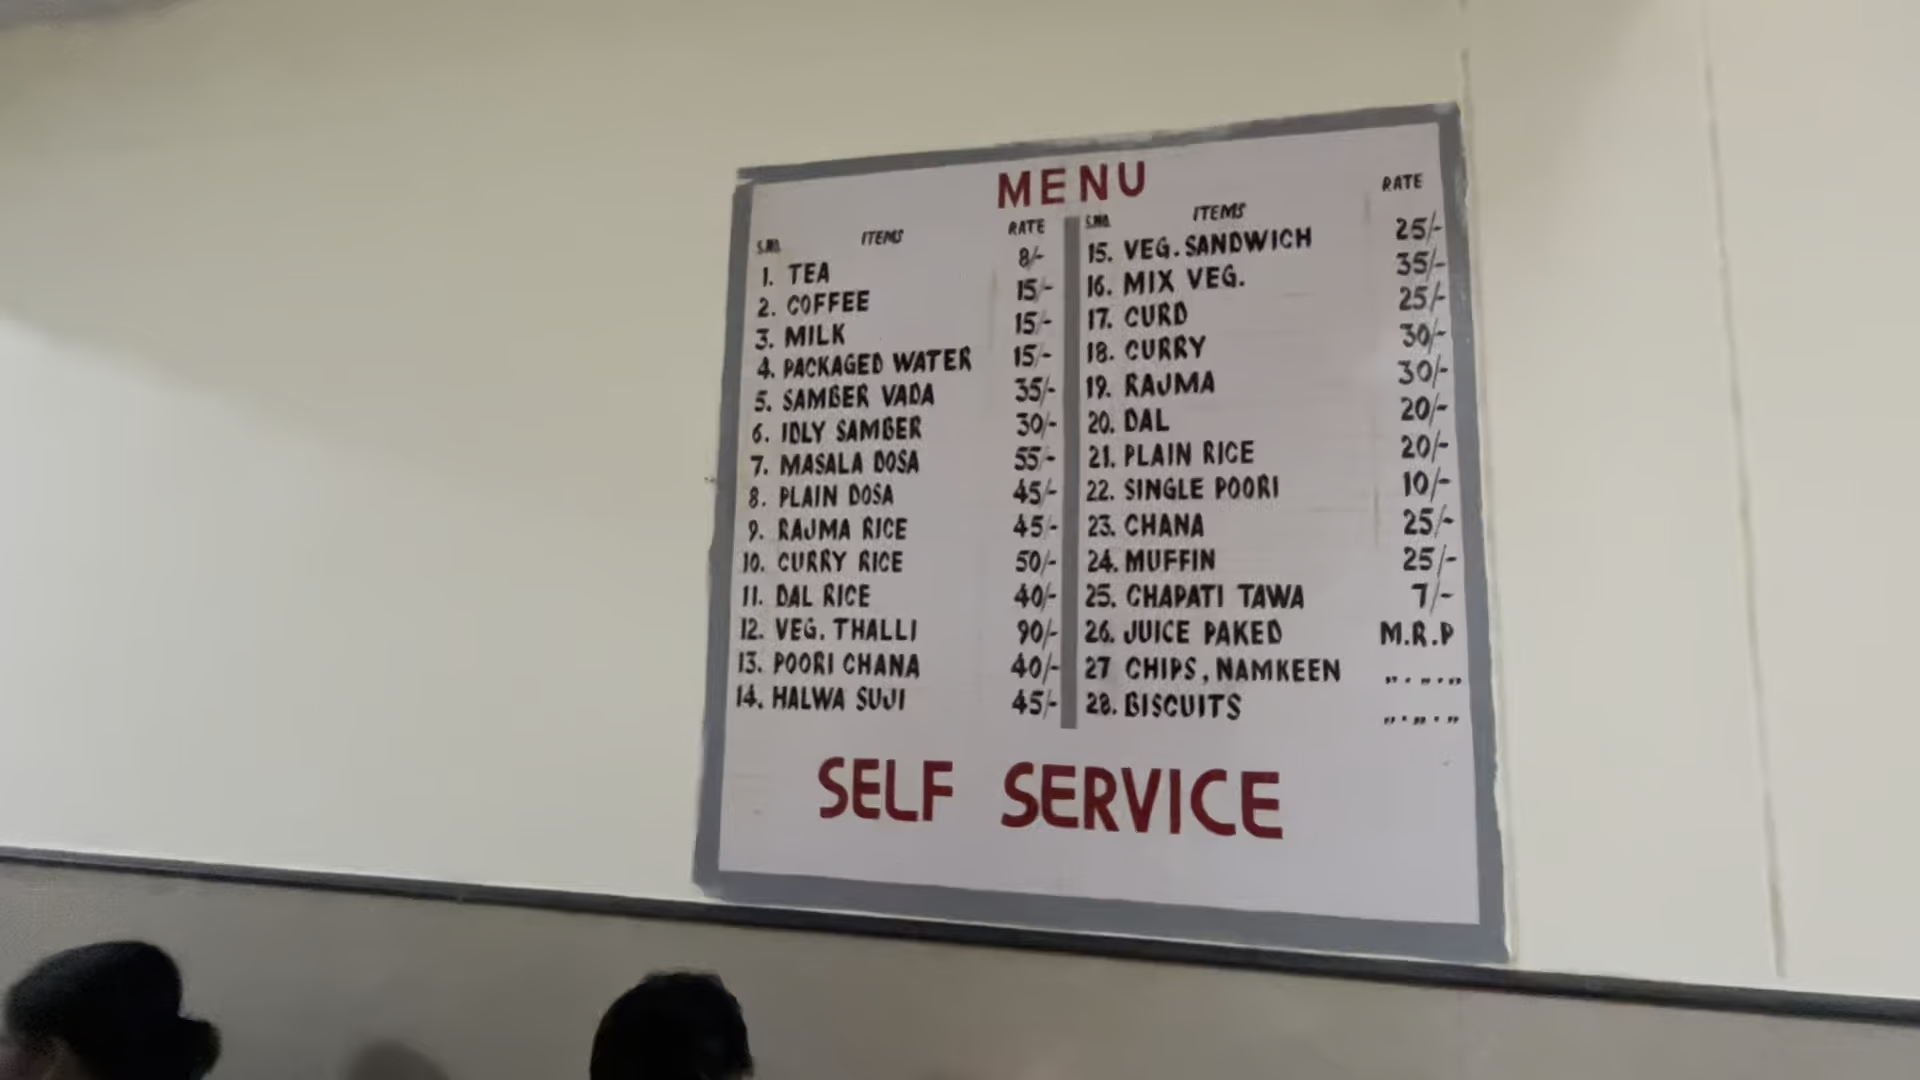 MENU
S.NO. ITEMS RATE
1. TEA 8/-
2. COFFEE 15/-
3. MILK 15/-
4. PACKAGED WATER 15/-
5. SAMBER VADA 35/-
6. IDLY SAMBER 30/-
7. MASALA DOSA 55/-
8. PLAIN DOSA 45/-
9. RAJMA RICE 45/-
10. CURRY RICE 50/-
11. DAL RICE 40/-
12. VEG. THALLI 90/-
13. POORI CHANA 40/-
14. HALWA SUJI 45/-
S.NO. ITEMS RATE
15. VEG. SANDWICH 25/-
16. MIX VEG. 35/-
17. CURD 25/-
18. CURRY 30/-
19. RAJMA 30/-
20. DAL 20/-
21. PLAIN RICE 20/-
22. SINGLE POORI 10/-
23. CHANA 25/-
24. MUFFIN 25/-
25. CHAPATI TAWA 7/-
26. JUICE PAKED M.R.P
27 CHIPS, NAMKEEN ,, . ,, . ,,
28. BISCUITS ,, . ,, . ,,
SELF SERVICE